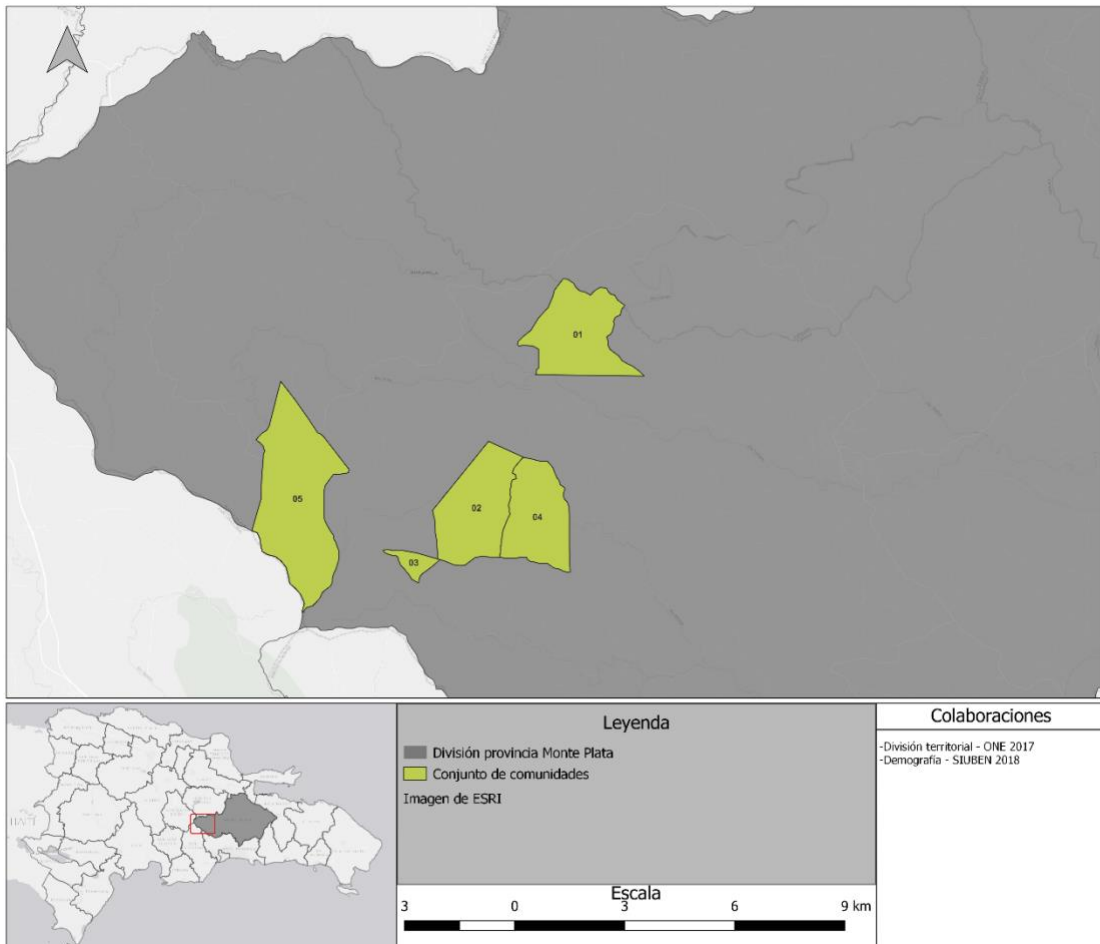 01
05
02
04
03
Leyenda
División provincia Monte Plata
Conjunto de comunidades
Imagen de ESRI
Escala
3 0 3 6 9 km
Colaboraciones
-División territorial - ONE 2017
-Demografía - SIUBEN 2018